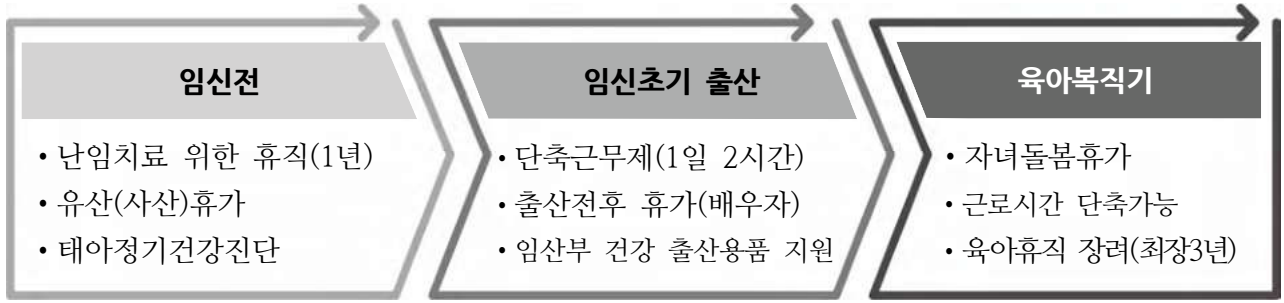 임신전
• 난임치료 위한 휴직(1년)
• 유산(사산)휴가
• 태아정기건강진단
임신초기 출산
• 단축근무제(1일 2시간)
• 출산전후 휴가(배우자)
• 임산부 건강 출산용품 지원
육아복직기
• 자녀돌봄휴가
• 근로시간 단축가능
• 육아휴직 장려(최장3년)